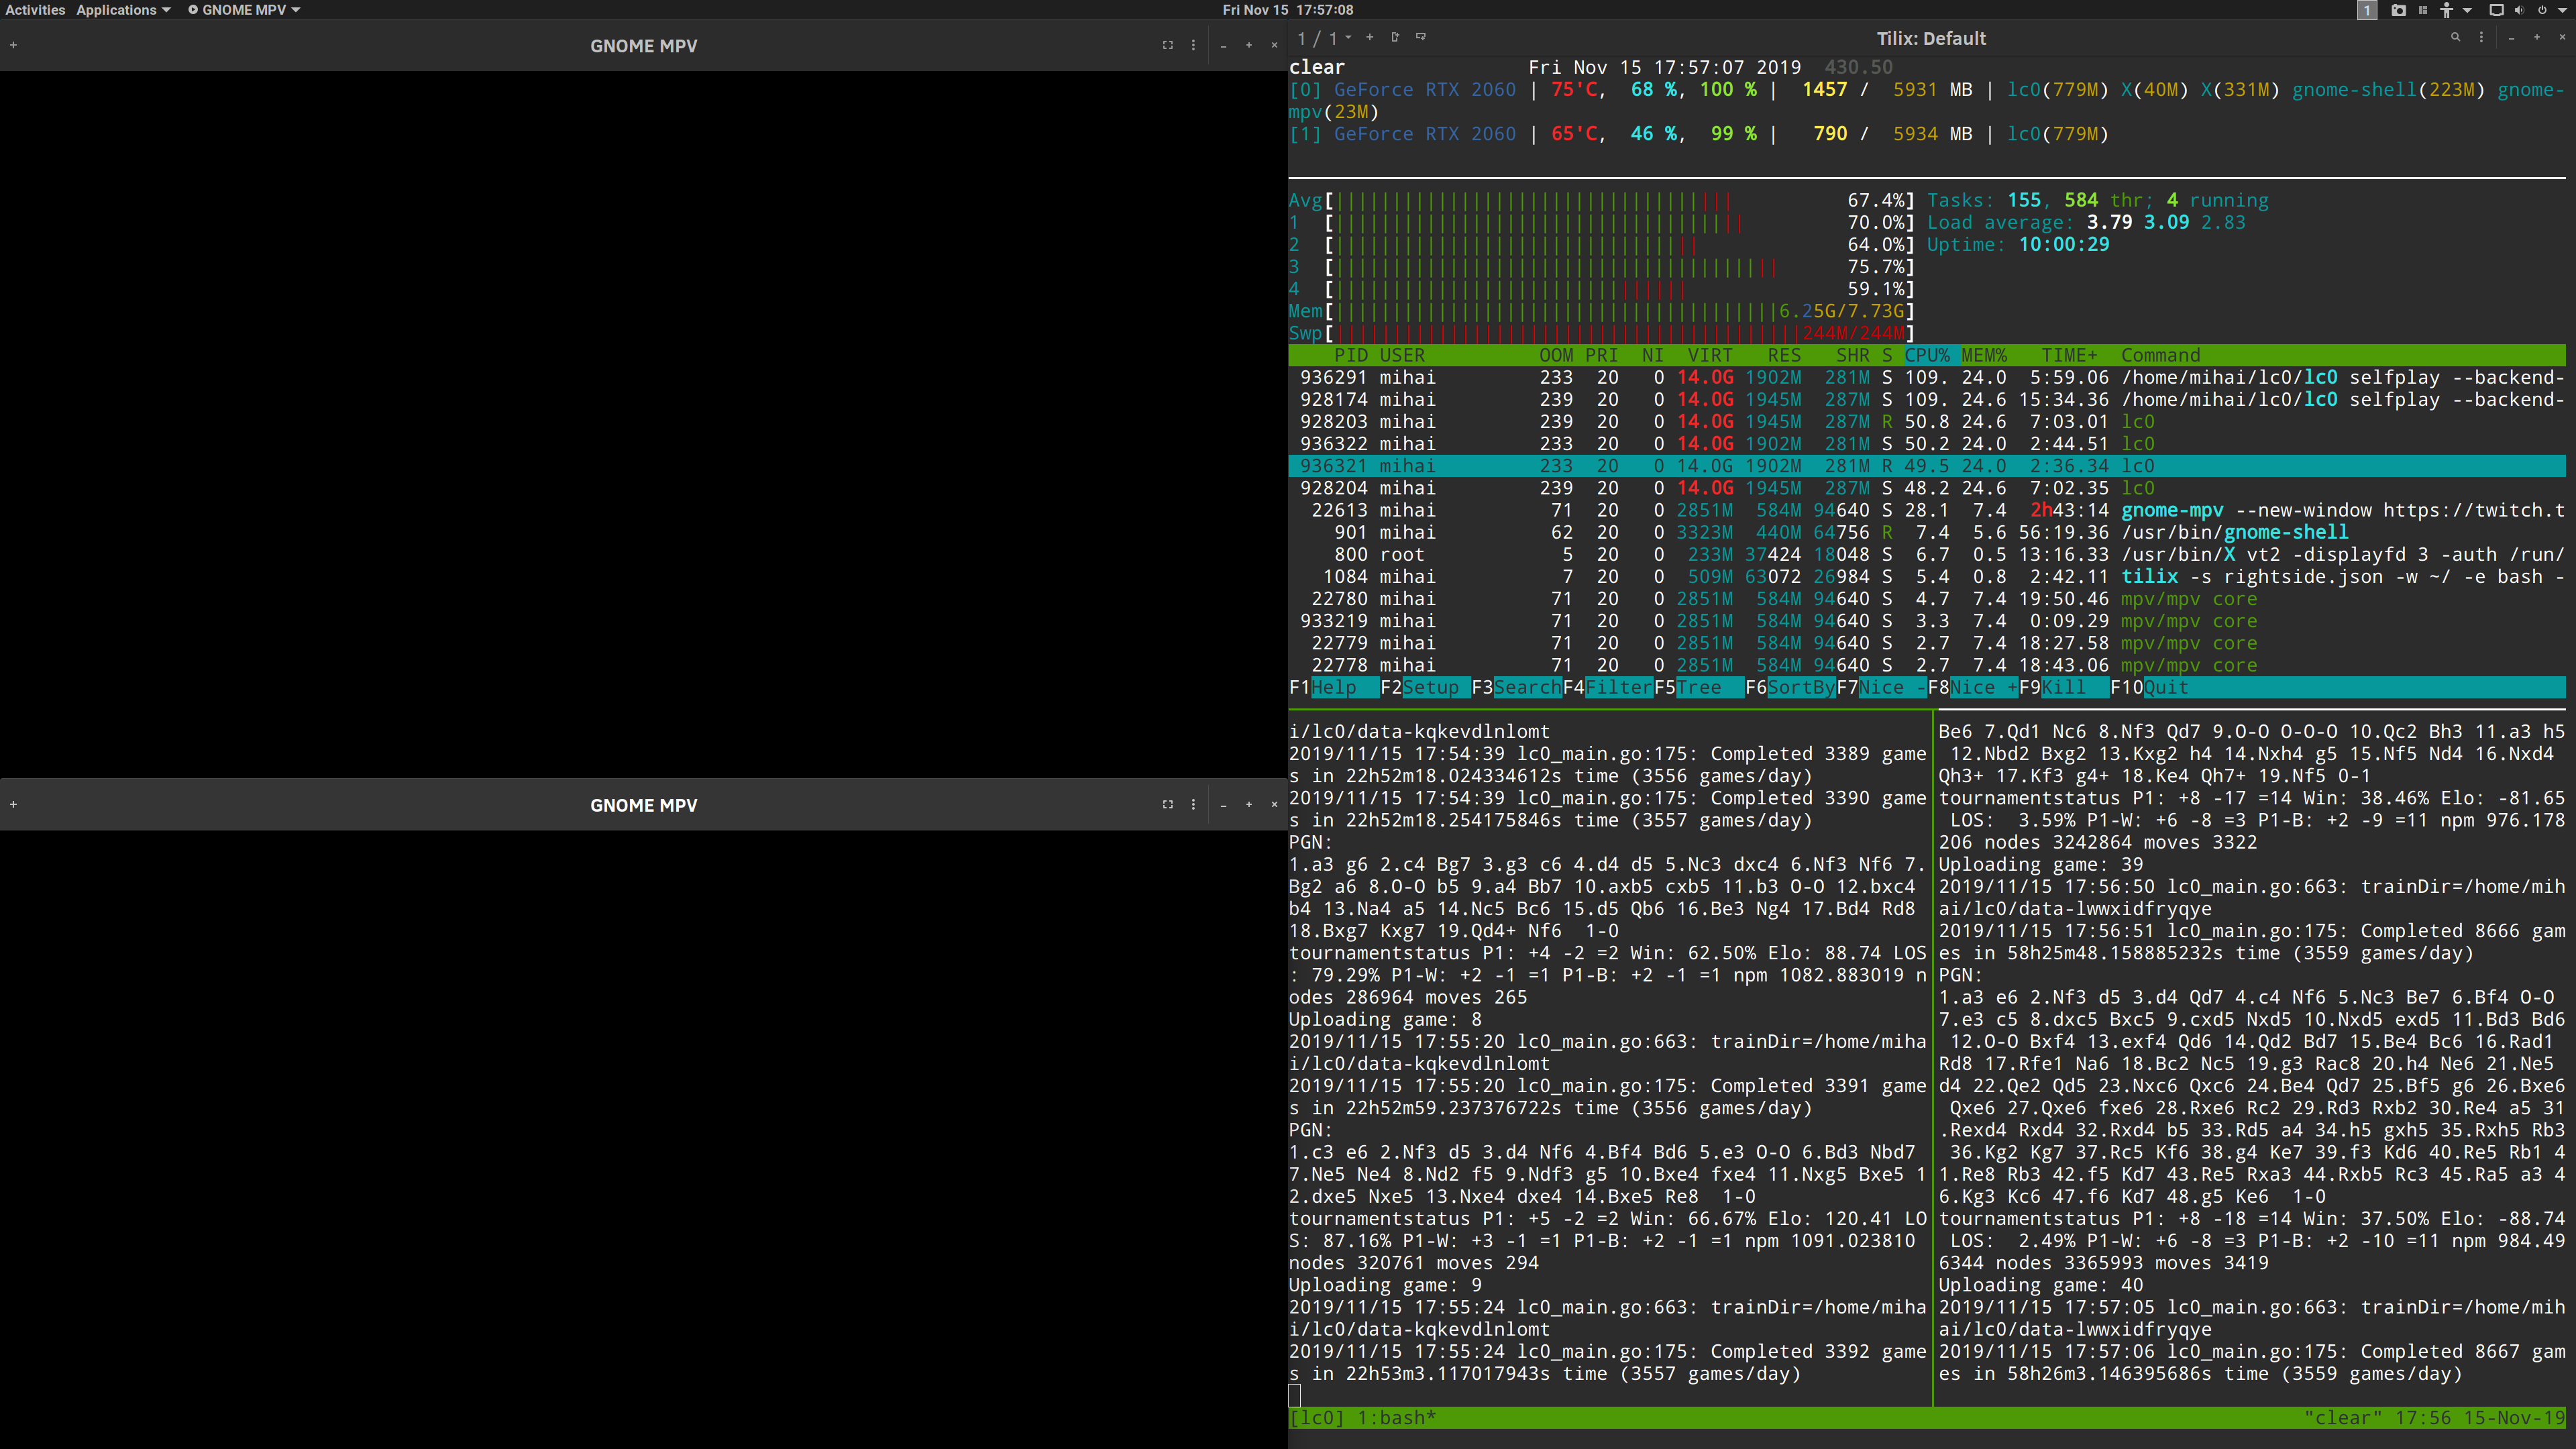 Activities Applications GNOME MPV Fri Nov 15 17:57:08 1
GNOME MPV
GNOME MPV
1 / 1 Tilix: Default
clear Fri Nov 15 17:57:07 2019 430.50
[0] GeForce RTX 2060 | 75'C, 68 %, 100 % | 1457 / 5931 MB | lc0(779M) X(40M) X(331M) gnome-shell(223M) gnome-
mpv(23M)
[1] GeForce RTX 2060 | 65'C, 46 %, 99 % | 790 / 5934 MB | lc0(779M)
Avg[ 67.4%] Tasks: 155, 584 thr; 4 running
1 [ 70.0%] Load average: 3.79 3.09 2.83
2 [ 64.0%] Uptime: 10:00:29
3 [ 75.7%]
4 [ 59.1%]
Mem[ 6.25G/7.73G]
Swp[ 244M/244M]
PID USER OOM PRI NI VIRT RES SHR S CPU% MEM% TIME+ Command
936291 mihai 233 20 0 14.0G 1902M 281M S 109. 24.0 5:59.06 /home/mihai/lc0/lc0 selfplay --backend-
928174 mihai 239 20 0 14.0G 1945M 287M S 109. 24.6 15:34.36 /home/mihai/lc0/lc0 selfplay --backend-
928203 mihai 239 20 0 14.0G 1945M 287M R 50.8 24.6 7:03.01 lc0
936322 mihai 233 20 0 14.0G 1902M 281M S 50.2 24.0 2:44.51 lc0
936321 mihai 233 20 0 14.0G 1902M 281M R 49.5 24.0 2:36.34 lc0
928204 mihai 239 20 0 14.0G 1945M 287M S 48.2 24.6 7:02.35 lc0
22613 mihai 71 20 0 2851M 584M 94640 S 28.1 7.4 2h43:14 gnome-mpv --new-window https://twitch.t
901 mihai 62 20 0 3323M 440M 64756 R 7.4 5.6 56:19.36 /usr/bin/gnome-shell
800 root 5 20 0 233M 37424 18048 S 6.7 0.5 13:16.33 /usr/bin/X vt2 -displayfd 3 -auth /run/
1084 mihai 7 20 0 509M 63072 26984 S 5.4 0.8 2:42.11 tilix -s rightside.json -w ~/ -e bash -
22780 mihai 71 20 0 2851M 584M 94640 S 4.7 7.4 19:50.46 mpv/mpv core
933219 mihai 71 20 0 2851M 584M 94640 S 3.3 7.4 0:09.29 mpv/mpv core
22779 mihai 71 20 0 2851M 584M 94640 S 2.7 7.4 18:27.58 mpv/mpv core
22778 mihai 71 20 0 2851M 584M 94640 S 2.7 7.4 18:43.06 mpv/mpv core
F1Help F2Setup F3SearchF4FilterF5Tree F6SortByF7Nice -F8Nice +F9Kill F10Quit
i/lc0/data-kqkevdlnlomt
2019/11/15 17:54:39 lc0_main.go:175: Completed 3389 game
s in 22h52m18.024334612s time (3556 games/day)
2019/11/15 17:54:39 lc0_main.go:175: Completed 3390 game
s in 22h52m18.254175846s time (3557 games/day)
PGN:
1.a3 g6 2.c4 Bg7 3.g3 c6 4.d4 d5 5.Nc3 dxc4 6.Nf3 Nf6 7.
Bg2 a6 8.O-O b5 9.a4 Bb7 10.axb5 cxb5 11.b3 O-O 12.bxc4
b4 13.Na4 a5 14.Nc5 Bc6 15.d5 Qb6 16.Be3 Ng4 17.Bd4 Rd8
18.Bxg7 Kxg7 19.Qd4+ Nf6 1-0
tournamentstatus P1: +4 -2 =2 Win: 62.50% Elo: 88.74 LOS
: 79.29% P1-W: +2 -1 =1 P1-B: +2 -1 =1 npm 1082.883019 n
odes 286964 moves 265
Uploading game: 8
2019/11/15 17:55:20 lc0_main.go:663: trainDir=/home/miha
i/lc0/data-kqkevdlnlomt
2019/11/15 17:55:20 lc0_main.go:175: Completed 3391 game
s in 22h52m59.237376722s time (3556 games/day)
PGN:
1.c3 e6 2.Nf3 d5 3.d4 Nf6 4.Bf4 Bd6 5.e3 O-O 6.Bd3 Nbd7
7.Ne5 Ne4 8.Nd2 f5 9.Ndf3 g5 10.Bxe4 fxe4 11.Nxg5 Bxe5 1
2.dxe5 Nxe5 13.Nxe4 dxe4 14.Bxe5 Re8 1-0
tournamentstatus P1: +5 -2 =2 Win: 66.67% Elo: 120.41 LO
S: 87.16% P1-W: +3 -1 =1 P1-B: +2 -1 =1 npm 1091.023810
nodes 320761 moves 294
Uploading game: 9
2019/11/15 17:55:24 lc0_main.go:663: trainDir=/home/miha
i/lc0/data-kqkevdlnlomt
2019/11/15 17:55:24 lc0_main.go:175: Completed 3392 game
s in 22h53m3.117017943s time (3557 games/day)
Be6 7.Qd1 Nc6 8.Nf3 Qd7 9.O-O O-O-O 10.Qc2 Bh3 11.a3 h5
12.Nbd2 Bxg2 13.Kxg2 h4 14.Nxh4 g5 15.Nf5 Nd4 16.Nxd4
Qh3+ 17.Kf3 g4+ 18.Ke4 Qh7+ 19.Nf5 0-1
tournamentstatus P1: +8 -17 =14 Win: 38.46% Elo: -81.65
LOS: 3.59% P1-W: +6 -8 =3 P1-B: +2 -9 =11 npm 976.178
206 nodes 3242864 moves 3322
Uploading game: 39
2019/11/15 17:56:50 lc0_main.go:663: trainDir=/home/mih
ai/lc0/data-lwwxidfryqye
2019/11/15 17:56:51 lc0_main.go:175: Completed 8666 gam
es in 58h25m48.158885232s time (3559 games/day)
PGN:
1.a3 e6 2.Nf3 d5 3.d4 Qd7 4.c4 Nf6 5.Nc3 Be7 6.Bf4 O-O
7.e3 c5 8.dxc5 Bxc5 9.cxd5 Nxd5 10.Nxd5 exd5 11.Bd3 Bd6
12.O-O Bxf4 13.exf4 Qd6 14.Qd2 Bd7 15.Be4 Bc6 16.Rad1
Rd8 17.Rfe1 Na6 18.Bc2 Nc5 19.g3 Rac8 20.h4 Ne6 21.Ne5
d4 22.Qe2 Qd5 23.Nxc6 Qxc6 24.Be4 Qd7 25.Bf5 g6 26.Bxe6
Qxe6 27.Qxe6 fxe6 28.Rxe6 Rc2 29.Rd3 Rxb2 30.Re4 a5 31
.Rexd4 Rxd4 32.Rxd4 b5 33.Rd5 a4 34.h5 gxh5 35.Rxh5 Rb3
36.Kg2 Kg7 37.Rc5 Kf6 38.g4 Ke7 39.f3 Kd6 40.Re5 Rb1 4
1.Re8 Rb3 42.f5 Kd7 43.Re5 Rxa3 44.Rxb5 Rc3 45.Ra5 a3 4
6.Kg3 Kc6 47.f6 Kd7 48.g5 Ke6 1-0
tournamentstatus P1: +8 -18 =14 Win: 37.50% Elo: -88.74
LOS: 2.49% P1-W: +6 -8 =3 P1-B: +2 -10 =11 npm 984.49
6344 nodes 3365993 moves 3419
Uploading game: 40
2019/11/15 17:57:05 lc0_main.go:663: trainDir=/home/mih
ai/lc0/data-lwwxidfryqye
2019/11/15 17:57:06 lc0_main.go:175: Completed 8667 gam
es in 58h26m3.146395686s time (3559 games/day)
[lc0] 1:bash* "clear" 17:56 15-Nov-19